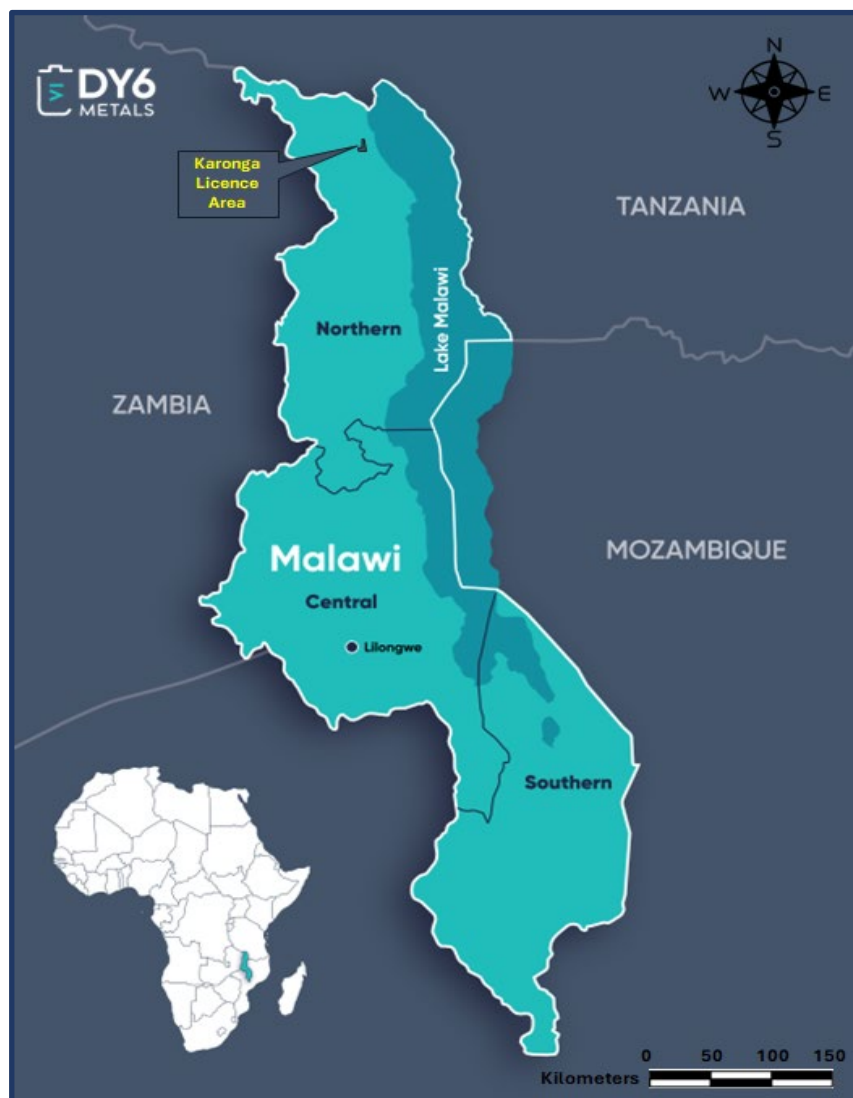 DY6
METALS
N
W E
S
Karonga
Licence
Area
TANZANIA
Lake Malawi
Northern
ZAMBIA
Malawi
MOZAMBIQUE
Central
Lilongwe
Southern
0 50 100 150
Kilometers